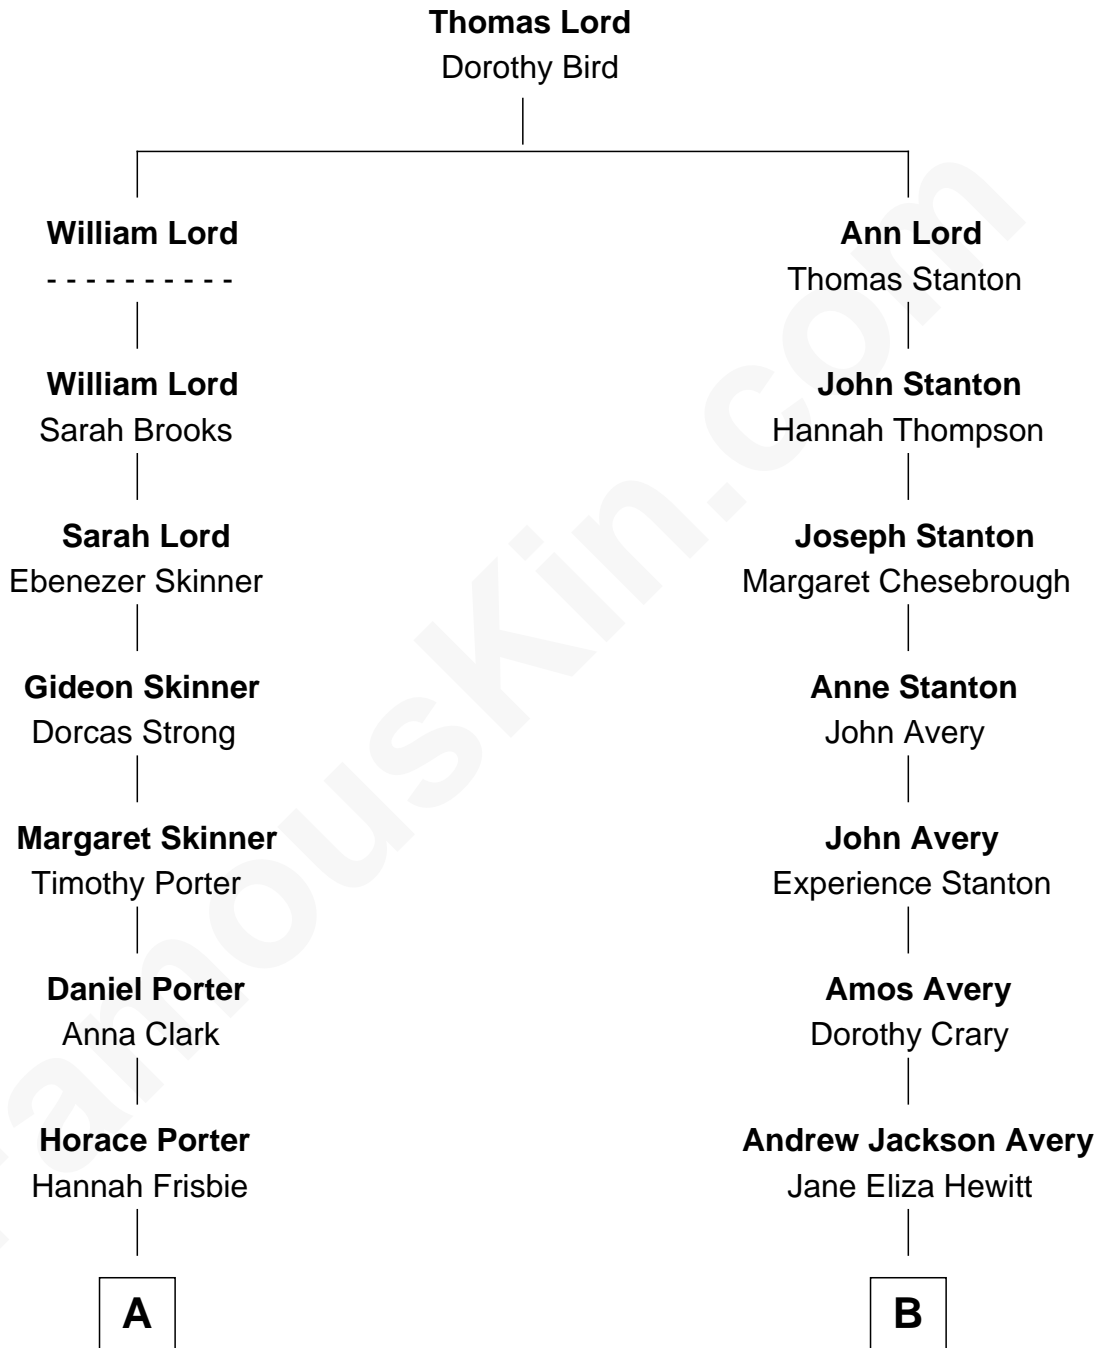 Thomas Lord
Dorothy Bird
William Lord
- - - - - - - - - -
William Lord
Sarah Brooks
Sarah Lord
Ebenezer Skinner
Gideon Skinner
Dorcas Strong
Margaret Skinner
Timothy Porter
Daniel Porter
Anna Clark
Horace Porter
Hannah Frisbie
A
Ann Lord
Thomas Stanton
John Stanton
Hannah Thompson
Joseph Stanton
Margaret Chesebrough
Anne Stanton
John Avery
John Avery
Experience Stanton
Amos Avery
Dorothy Crary
Andrew Jackson Avery
Jane Eliza Hewitt
B
FamousKin.com